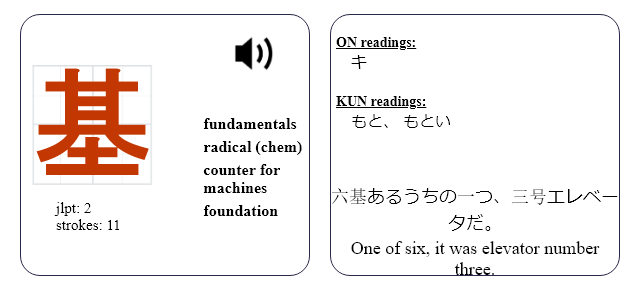 基
fundamentals
radical (chem)
counter for
machines
foundation
jlpt: 2
strokes: 11
ON readings:
キ
KUN readings:
もと、 もとい
六基あるうちの一つ、三号エレベー
タだ。
One of six, it was elevator number
three.